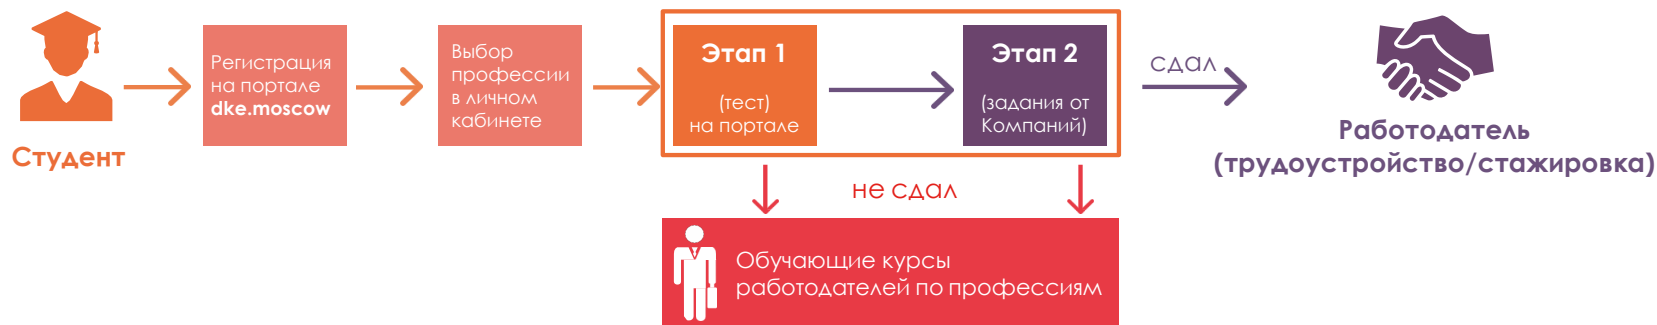 Студент
Регистрация
на портале
dke.moscow
Выбор
профессии
в личном
кабинете
Этап 1
(тест)
на портале
Этап 2
(задания от
Компаний)
сдал
Работодатель
(трудоустройство/стажировка)
не сдал
Обучающие курсы
работодателей по профессиям